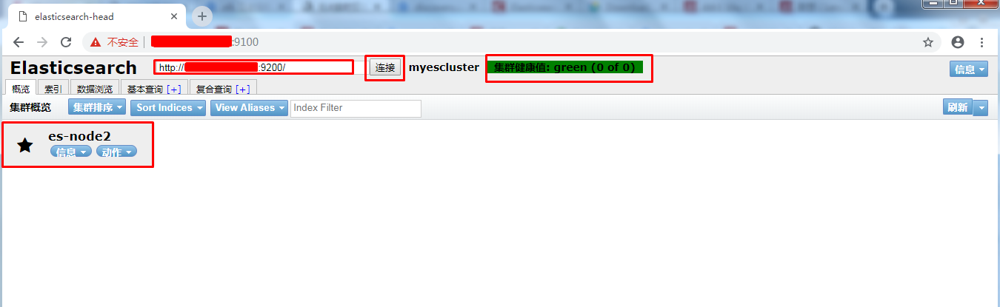 elasticsearch-head
不安全 :9100
Elasticsearch http:// :9200/ 连接 myescluster 集群健康值: green (0 of 0) 信息
概览 索引 数据浏览 基本查询 [+] 复合查询 [+]
集群概览 集群排序 Sort Indices View Aliases Index Filter 刷新
es-node2
信息 动作